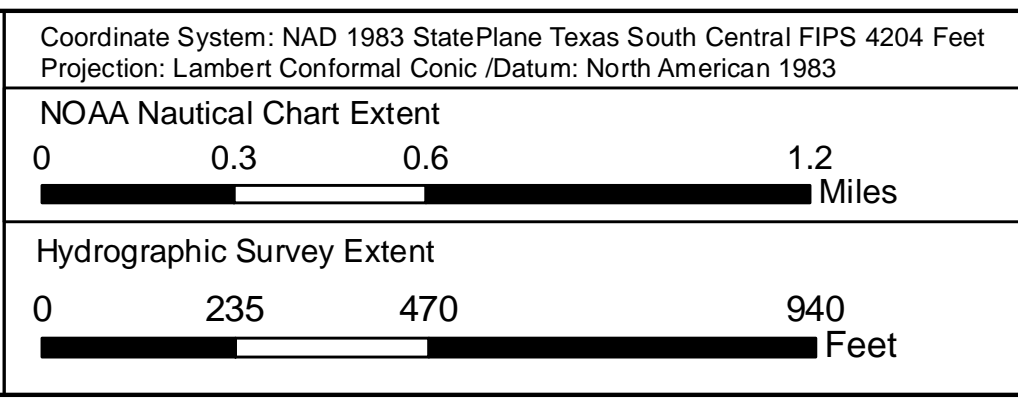 Coordinate System: NAD 1983 StatePlane Texas South Central FIPS 4204 Feet
Projection: Lambert Conformal Conic /Datum: North American 1983
NOAA Nautical Chart Extent
0 0.3 0.6 1.2
Miles
Hydrographic Survey Extent
0 235 470 940
Feet